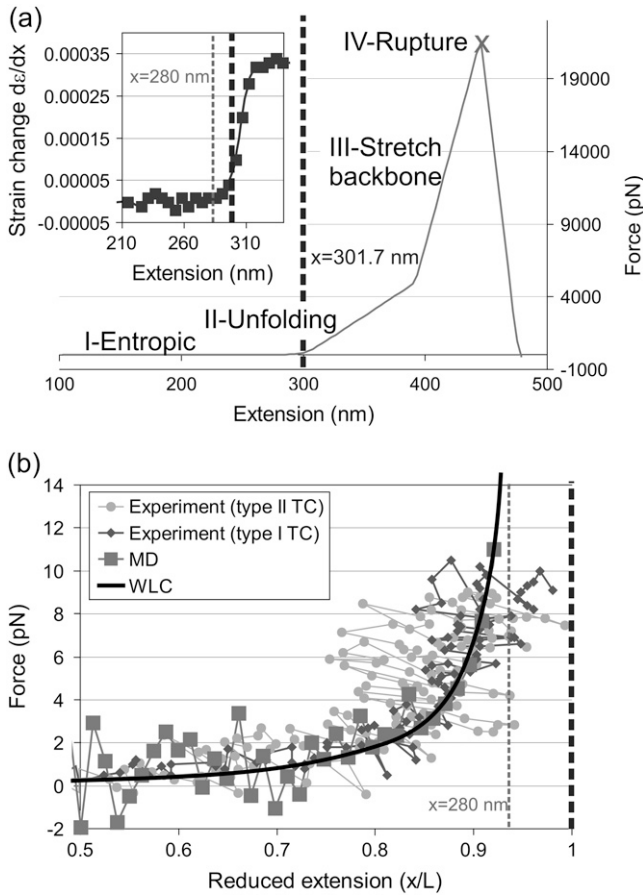 (a)
Strain change dε/dx
0.00035
0.00025
0.00015
0.00005
-0.00005
x=280 nm
210 260 310
Extension (nm)
IV-Rupture
X
III-Stretch
backbone
x=301.7 nm
II-Unfolding
I-Entropic
19000
14000
9000
4000
-1000
Force (pN)
100 200 300 400 500
Extension (nm)
(b)
14
12
10
8
6
4
2
0
-2
Force (pN)
Experiment (type II TC)
Experiment (type I TC)
MD
WLC
x=280 nm
0.5 0.6 0.7 0.8 0.9 1
Reduced extension (x/L)